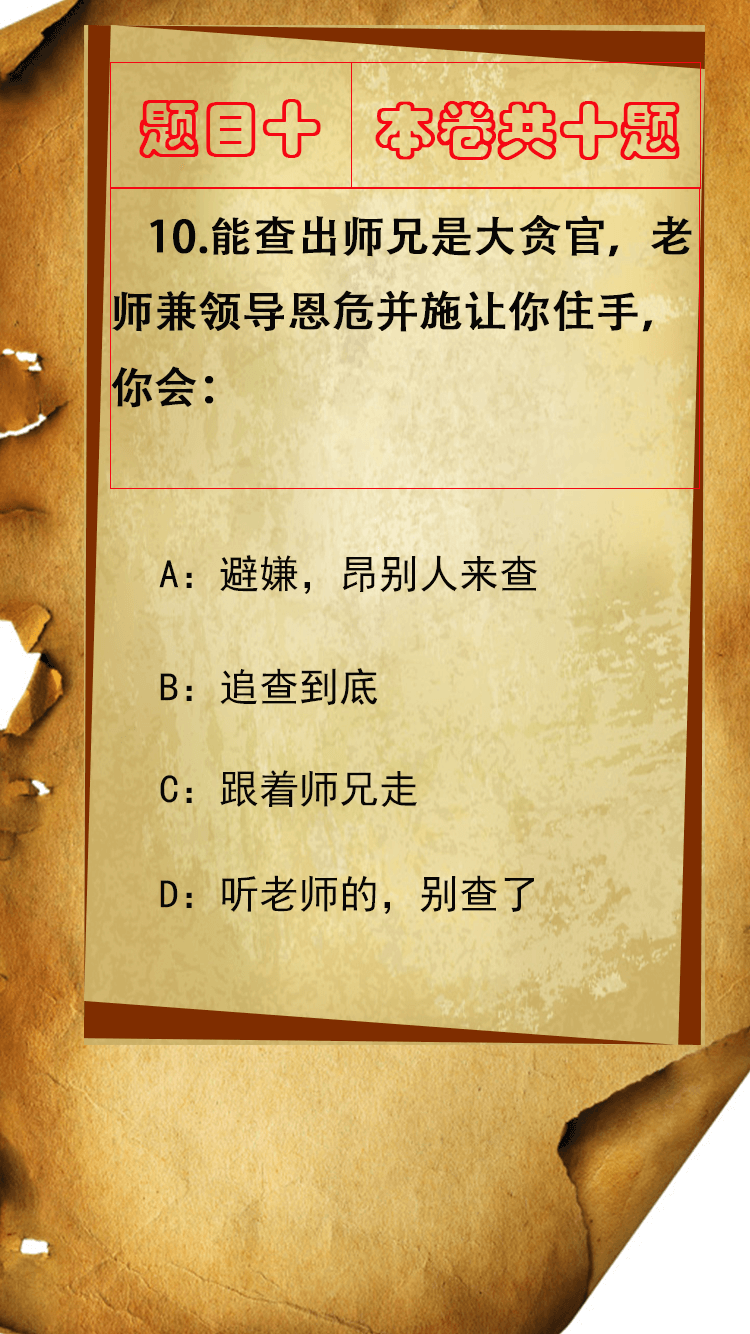 题目十 本卷共十题
10.能查出师兄是大贪官，老
师兼领导恩危并施让你住手，
你会：
A：避嫌，昂别人来查
B：追查到底
C：跟着师兄走
D：听老师的，别查了